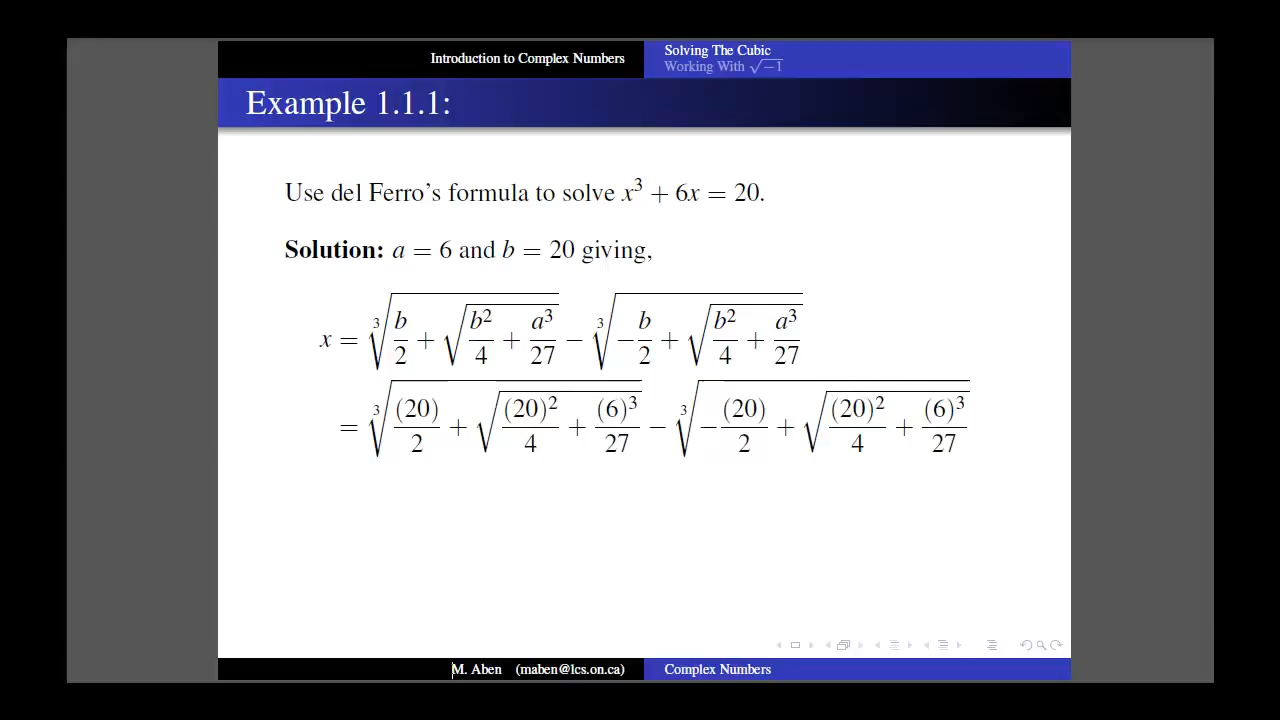 Introduction to Complex Numbers
Solving The Cubic
Working With √−1
Example 1.1.1:
Use del Ferro's formula to solve x³ + 6x = 20.
Solution: a = 6 and b = 20 giving,
x = ∛(b/2 + √(b²/4 + a³/27)) − ∛(−b/2 + √(b²/4 + a³/27))
= ∛((20)/2 + √((20)²/4 + (6)³/27)) − ∛(−(20)/2 + √((20)²/4 + (6)³/27))
M. Aben (maben@lcs.on.ca)
Complex Numbers